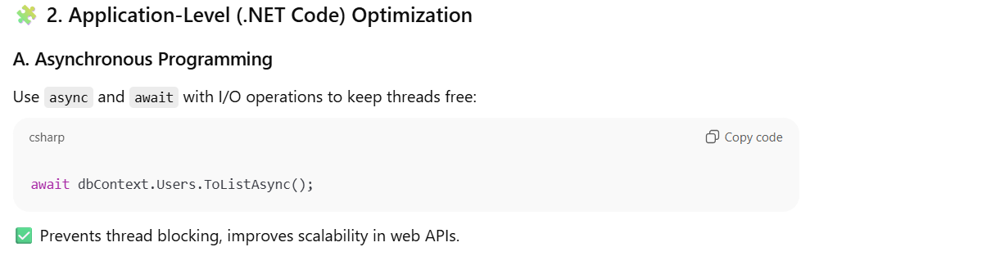 🧩 2. Application-Level (.NET Code) Optimization
A. Asynchronous Programming
Use async and await with I/O operations to keep threads free:
csharp
Copy code
await dbContext.Users.ToListAsync();
✅ Prevents thread blocking, improves scalability in web APIs.